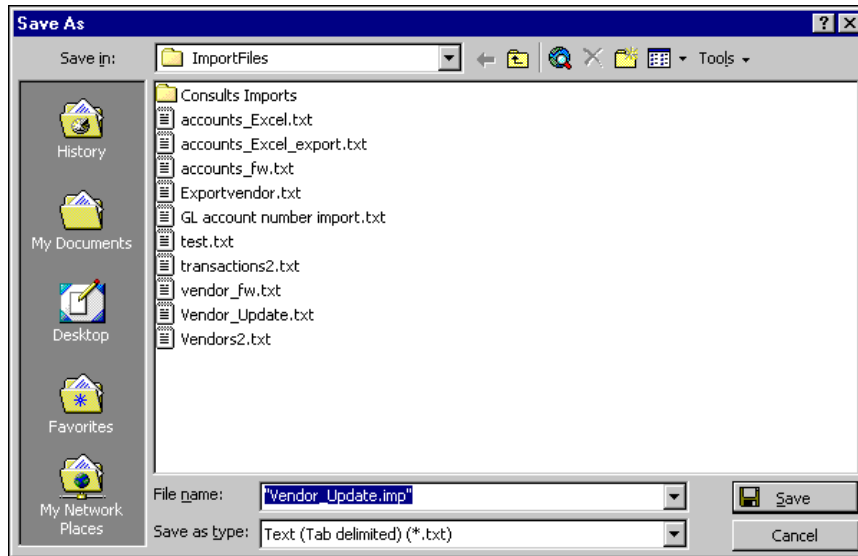 Save As
Save in:
ImportFiles
Tools
History
My Documents
Desktop
Favorites
My Network
Places
Consults Imports
accounts_Excel.txt
accounts_Excel_export.txt
accounts_fw.txt
Exportvendor.txt
GL account number import.txt
test.txt
transactions2.txt
vendor_fw.txt
Vendor_Update.txt
Vendors2.txt
File name:
"Vendor_Update.imp"
Save
Save as type:
Text (Tab delimited) (*.txt)
Cancel